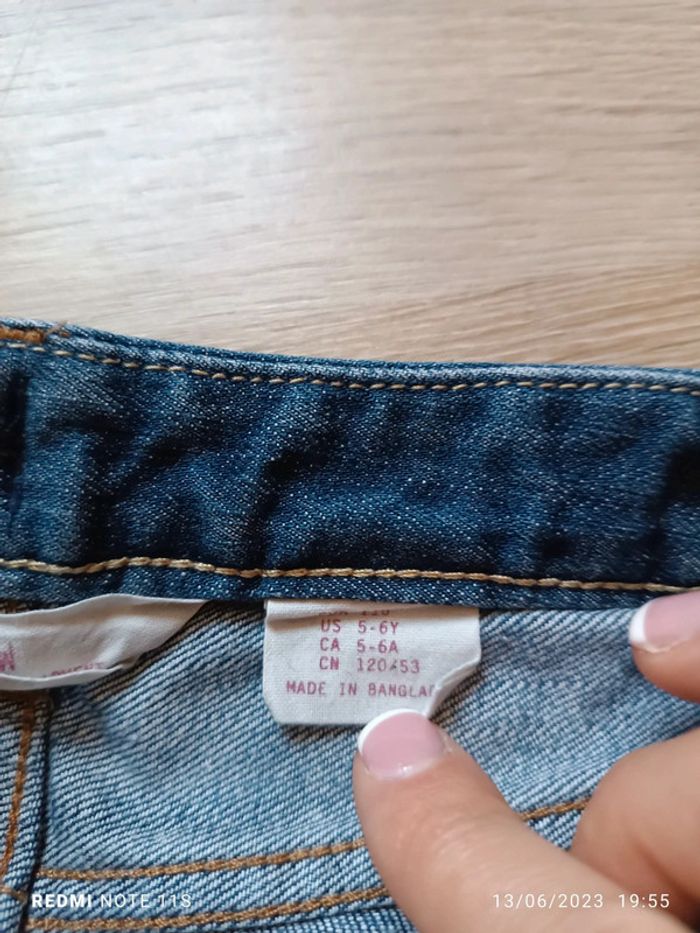 US 5-6Y
CA 5-6A
CN 120/53
MADE IN BANGLAD
REDMI NOTE 11S
13/06/2023 19:55